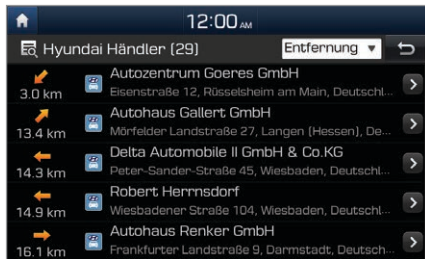 12:00 AM
Hyundai Händler (29)
Entfernung
Autozentrum Goeres GmbH
3.0 km
Eisenstraße 12, Rüsselsheim am Main, Deutschl...
Autohaus Gallert GmbH
13.4 km
Mörfelder Landstraße 27, Langen (Hessen), De...
Delta Automobile II GmbH & Co.KG
14.3 km
Peter-Sander-Straße 45, Wiesbaden, Deutschl...
Robert Herrnsdorf
14.9 km
Wiesbadener Straße 104, Wiesbaden, Deutschl...
Autohaus Renker GmbH
16.1 km
Frankfurter Landstraße 9, Darmstadt, Deutsch...